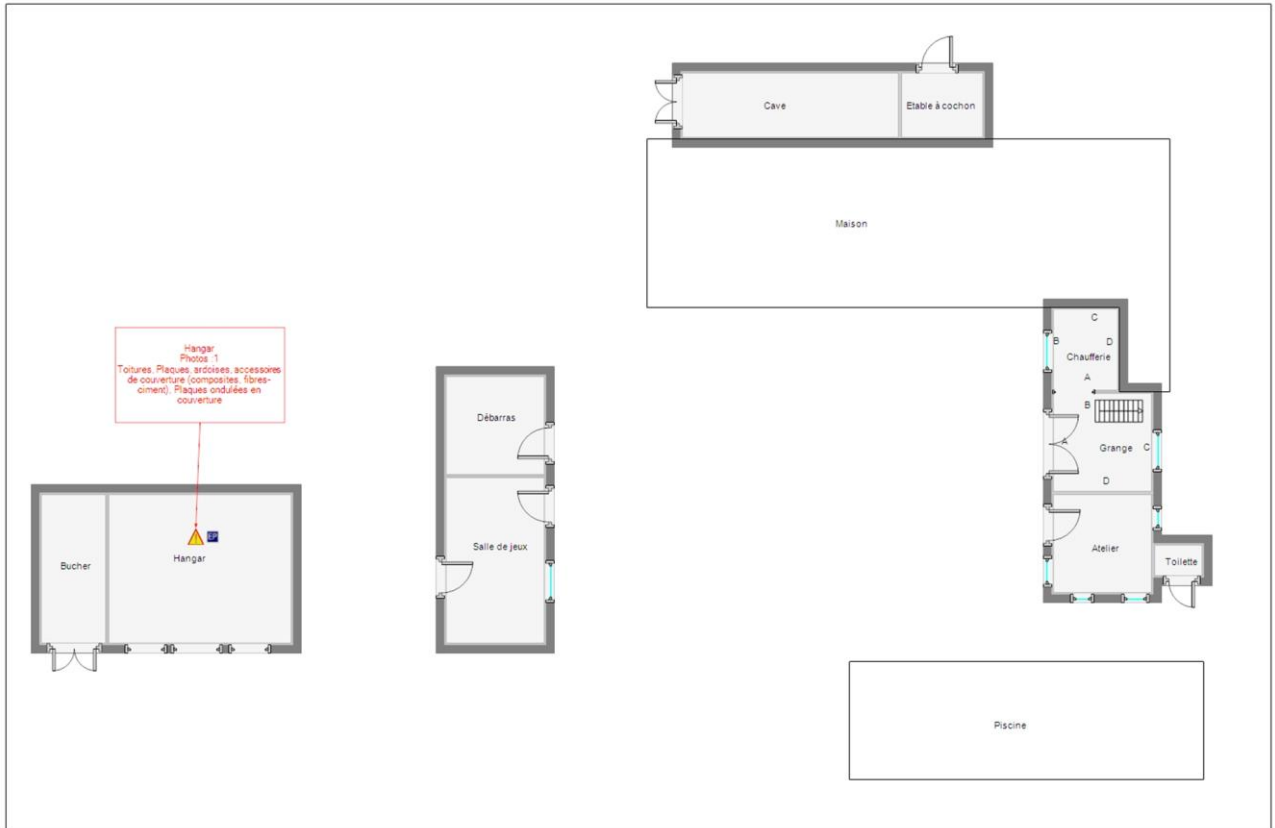 Cave
Etable à cochon
Maison
C
B
D
Chaufferie
A
B
A
Grange
C
D
Atelier
Toilette
Hangar
Photos :1
Toitures, Plaques, ardoises, accessoires
de couverture (composites, fibres-
ciment), Plaques ondulées en
couverture
Débarras
Salle de jeux
EP
Hangar
Bucher
Piscine